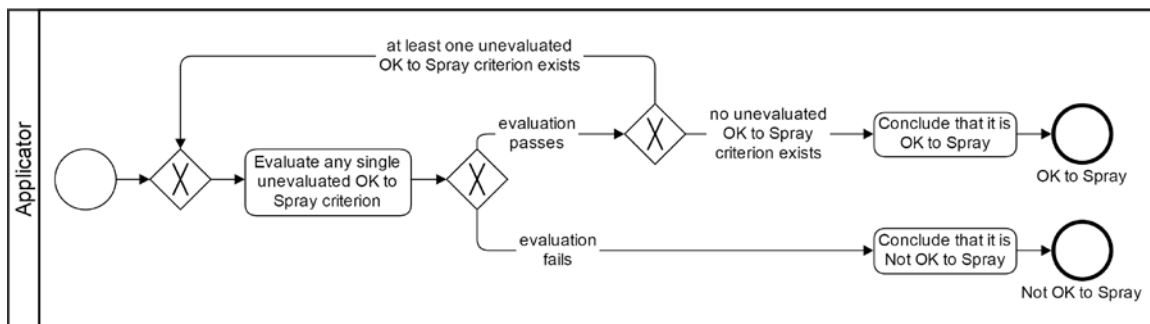 Applicator
at least one unevaluated
OK to Spray criterion exists
Evaluate any single
unevaluated OK to
Spray criterion
evaluation
passes
no unevaluated
OK to Spray
criterion exists
Conclude that it is
OK to Spray
OK to Spray
evaluation
fails
Conclude that it is
Not OK to Spray
Not OK to Spray